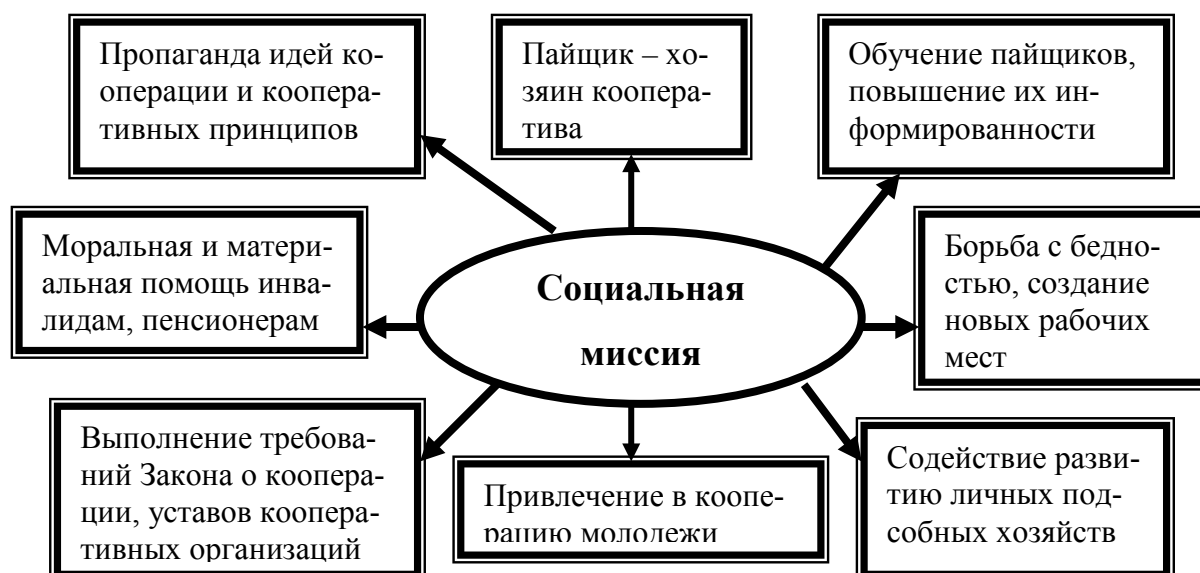 Пропаганда идей ко-
операции и коопера-
тивных принципов
Пайщик – хо-
зяин коопера-
тива
Обучение пайщиков,
повышение их ин-
формированности
Моральная и матери-
альная помощь инва-
лидам, пенсионерам
Социальная
миссия
Борьба с бедно-
стью, создание
новых рабочих
мест
Выполнение требова-
ний Закона о коопера-
ции, уставов коопера-
тивных организаций
Привлечение в коопе-
рацию молодежи
Содействие разви-
тию личных под-
собных хозяйств